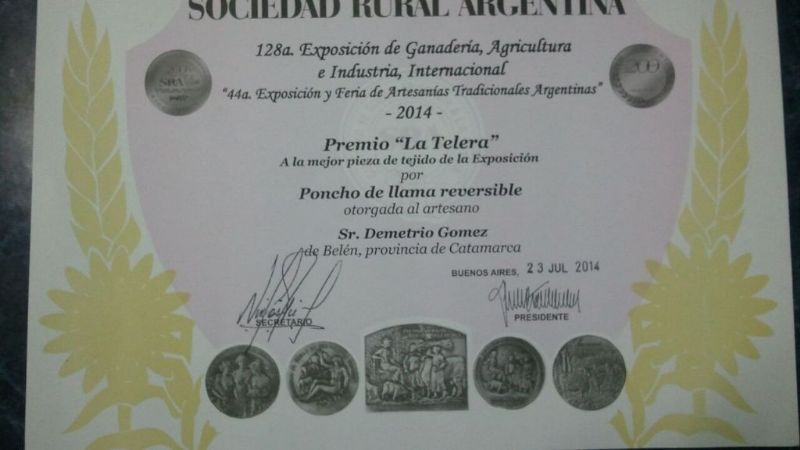 SOCIEDAD RURAL ARGENTINA
128a. Exposición de Ganadería, Agricultura
e Industria, Internacional
"44a. Exposición y Feria de Artesanías Tradicionales Argentinas"
- 2014 -
Premio "La Telera"
A la mejor pieza de tejido de la Exposición
por
Poncho de llama reversible
otorgada al artesano
Sr. Demetrio Gomez
de Belén, provincia de Catamarca
BUENOS AIRES, 23 JUL 2014
SECRETARIO
PRESIDENTE